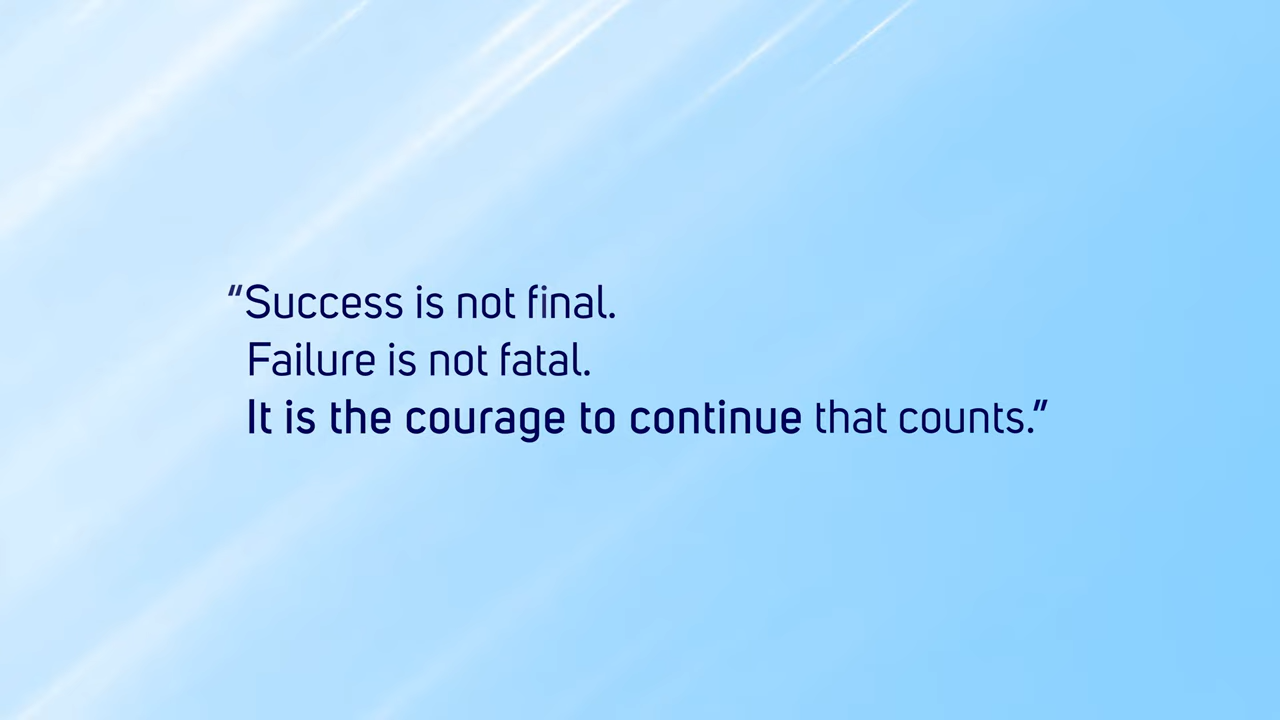 “Success is not final.
Failure is not fatal.
It is the courage to continue that counts.”